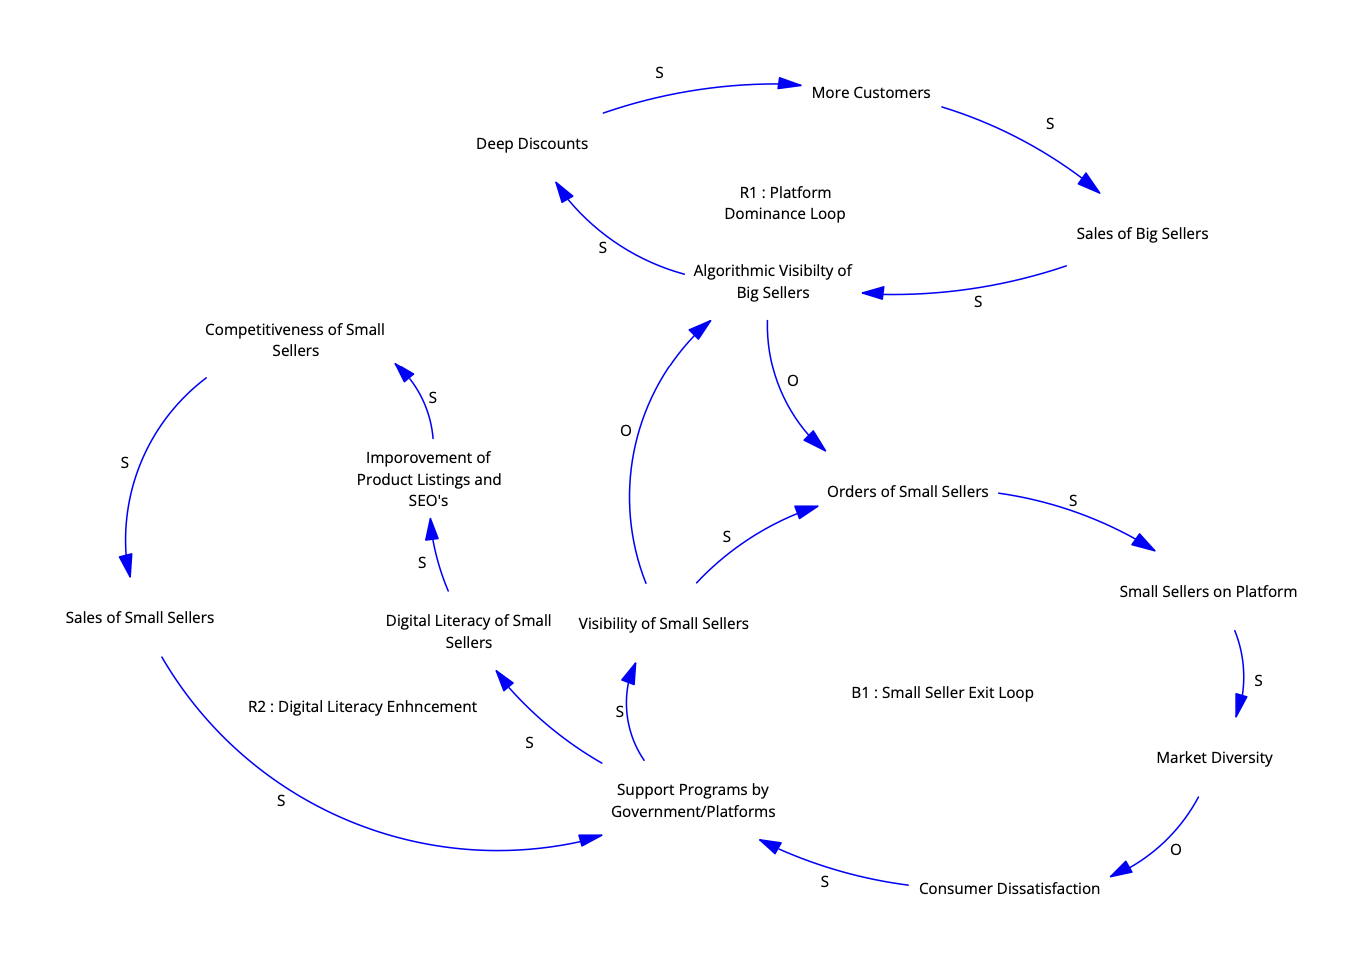 S
More Customers
S
Deep Discounts
R1 : Platform
Dominance Loop
Sales of Big Sellers
S
Algorithmic Visibilty of
Big Sellers
S
Competitiveness of Small
Sellers
O
S
O
S
Imporovement of
Product Listings and
SEO's
Orders of Small Sellers
S
S
S
Small Sellers on Platform
Sales of Small Sellers
Digital Literacy of Small
Sellers
Visibility of Small Sellers
S
R2 : Digital Literacy Enhncement
S
B1 : Small Seller Exit Loop
S
Market Diversity
S
Support Programs by
Government/Platforms
O
S
Consumer Dissatisfaction